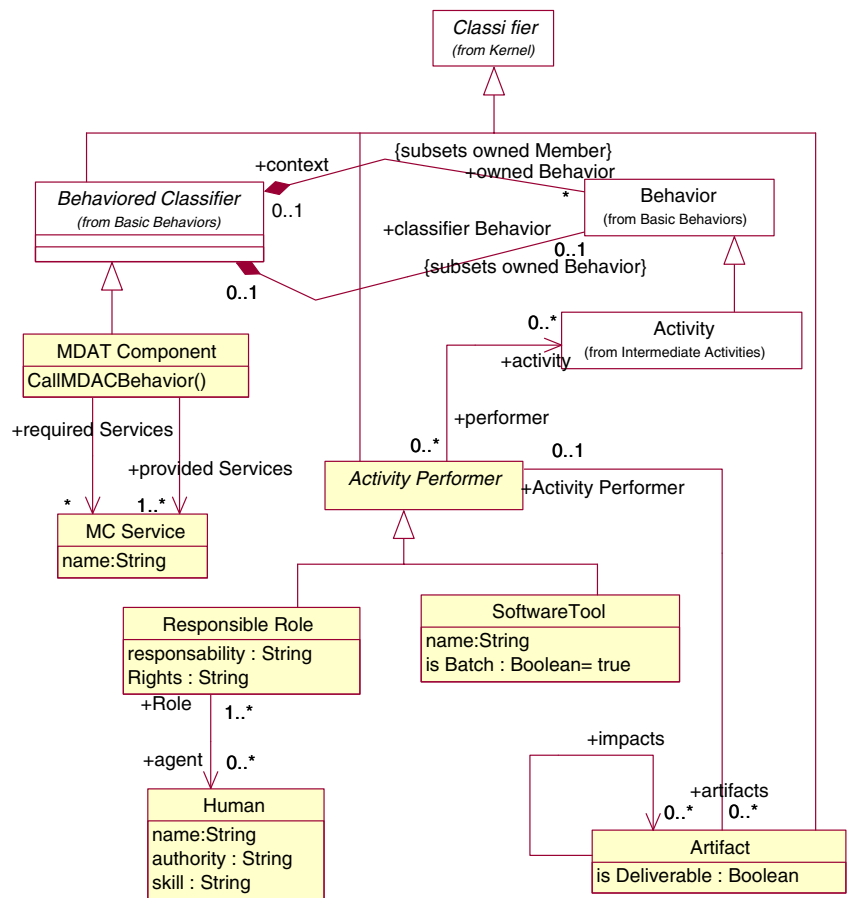 Classi fier
(from Kernel)
{subsets owned Member}
+context
+owned Behavior
Behaviored Classifier
(from Basic Behaviors)
0..1
*
Behavior
(from Basic Behaviors)
+classifier Behavior
0..1
{subsets owned Behavior}
0..1
MDAT Component
CallMDACBehavior()
0..*
Activity
(from Intermediate Activities)
+activity
+required Services
+performer
+provided Services
0..*
0..1
Activity Performer
+Activity Performer
*
1..*
MC Service
name:String
Responsible Role
responsability : String
Rights : String
SoftwareTool
name:String
is Batch : Boolean= true
+Role
1..*
+impacts
+agent
0..*
+artifacts
0..*
0..*
Human
name:String
authority : String
skill : String
Artifact
is Deliverable : Boolean